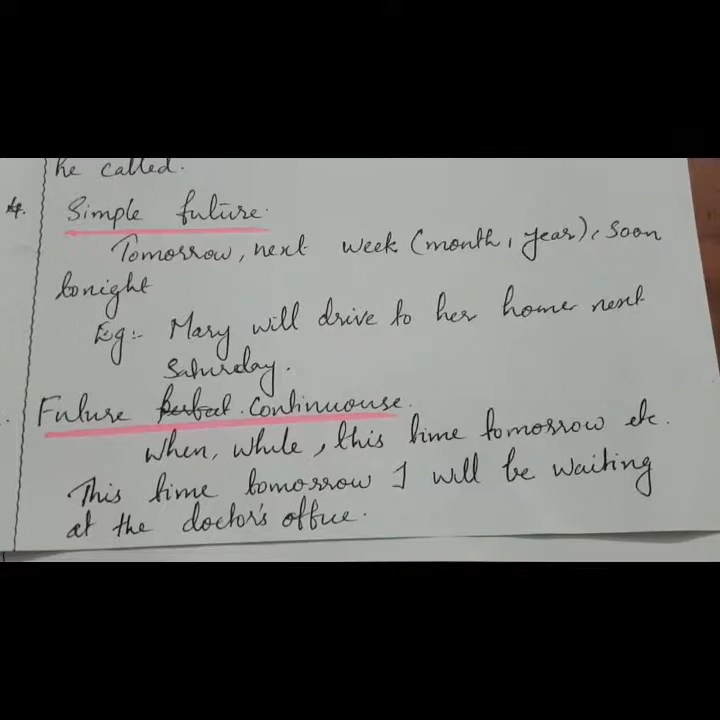 he called.
4. Simple future.
Tomorrow, next week (month, year), soon
tonight
Eg:- Mary will drive to her home next
Saturday.
Future perfect continuouse.
When, while, this time tomorrow etc.
This time tomorrow I will be waiting
at the doctor's office.